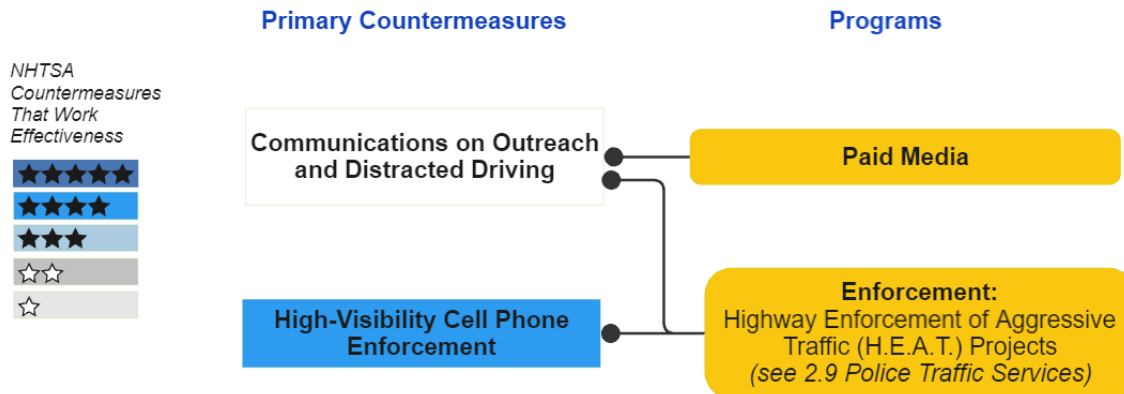 Primary Countermeasures
Programs
NHTSA
Countermeasures
That Work
Effectiveness
Communications on Outreach
and Distracted Driving
Paid Media
High-Visibility Cell Phone
Enforcement
Enforcement:
Highway Enforcement of Aggressive
Traffic (H.E.A.T.) Projects
(see 2.9 Police Traffic Services)